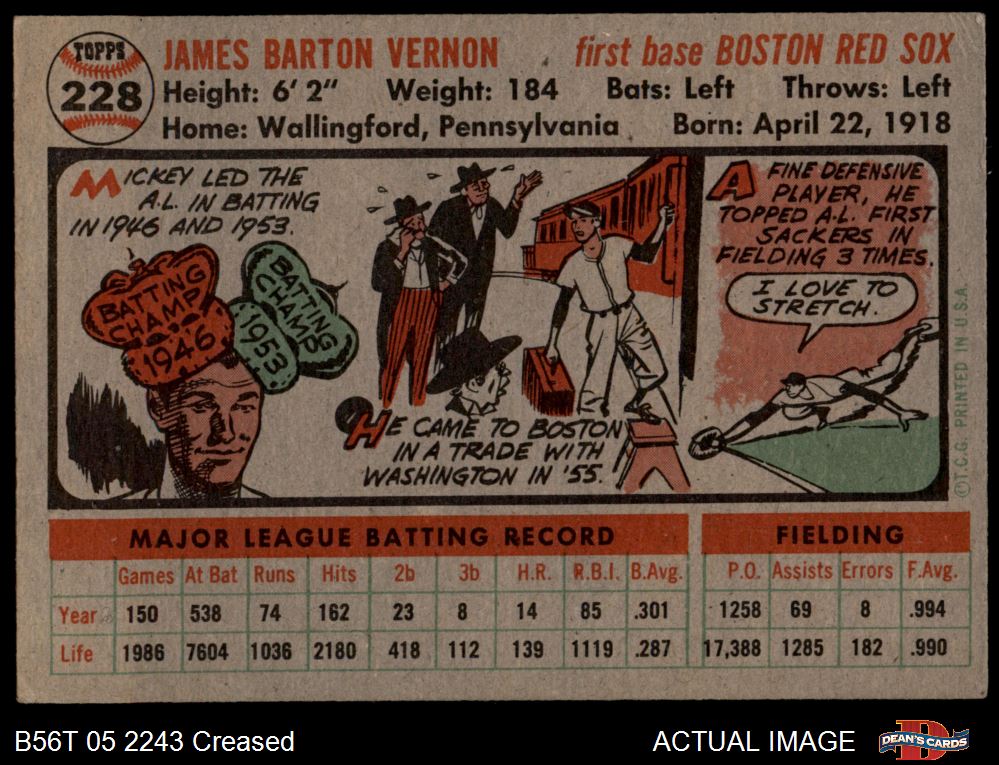 TOPPS
228
JAMES BARTON VERNON first base BOSTON RED SOX
Height: 6' 2" Weight: 184 Bats: Left Throws: Left
Home: Wallingford, Pennsylvania Born: April 22, 1918
MICKEY LED THE
A.L. IN BATTING
IN 1946 AND 1953.
BATTING
CHAMP
1946
BATTING
CHAMP
1953
HE CAME TO BOSTON
IN A TRADE WITH
WASHINGTON IN '55.
A FINE DEFENSIVE
PLAYER, HE
TOPPED A.L. FIRST
SACKERS IN
FIELDING 3 TIMES.
I LOVE TO
STRETCH.
©T.C.G. PRINTED IN U.S.A.
MAJOR LEAGUE BATTING RECORD FIELDING
Games At Bat Runs Hits 2b 3b H.R. R.B.I. B.Avg. P.O. Assists Errors F.Avg.
Year 150 538 74 162 23 8 14 85 .301 1258 69 8 .994
Life 1986 7604 1036 2180 418 112 139 1119 .287 17,388 1285 182 .990
B56T 05 2243 Creased ACTUAL IMAGE DEAN'S CARDS